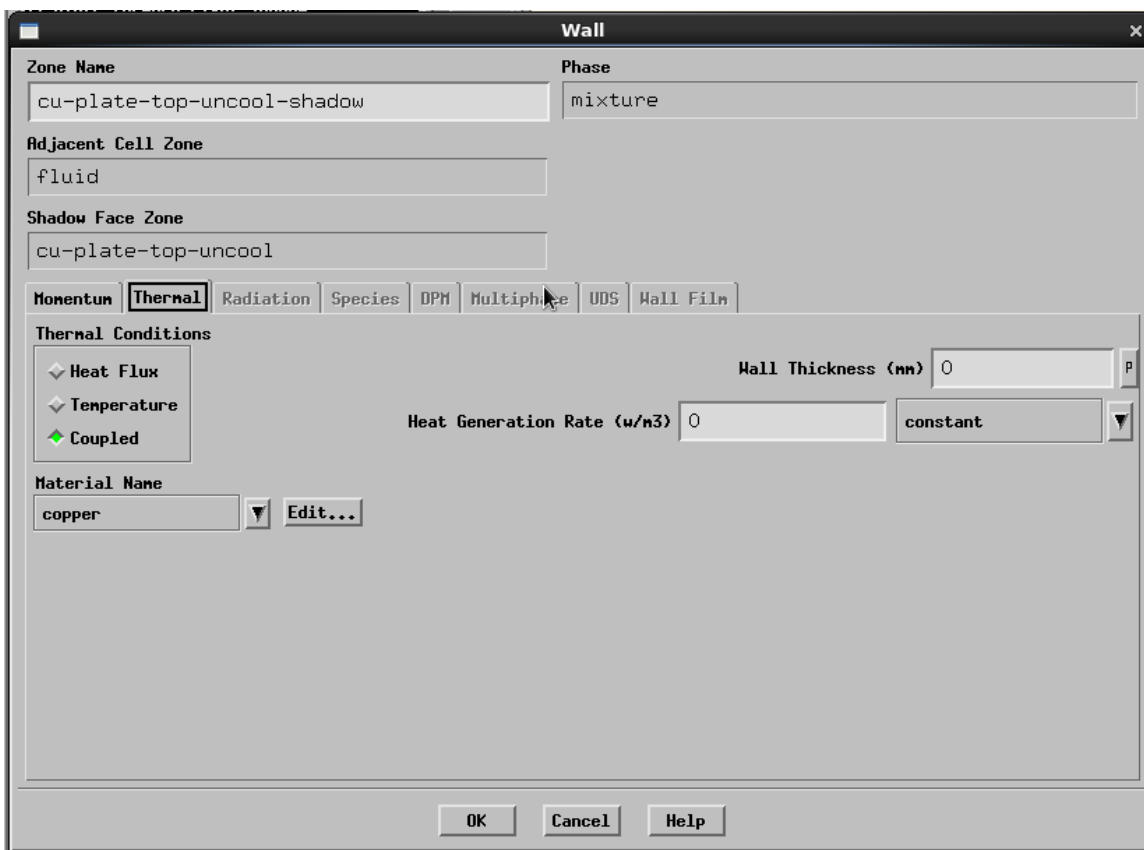 Wall
Zone Name
cu-plate-top-uncool-shadow
Phase
mixture
Adjacent Cell Zone
fluid
Shadow Face Zone
cu-plate-top-uncool
Momentum Thermal Radiation Species DPM Multiphase UDS Wall Film
Thermal Conditions
Heat Flux
Temperature
Coupled
Wall Thickness (mm) 0 P
Heat Generation Rate (w/m3) 0 constant
Material Name
copper Edit...
OK Cancel Help